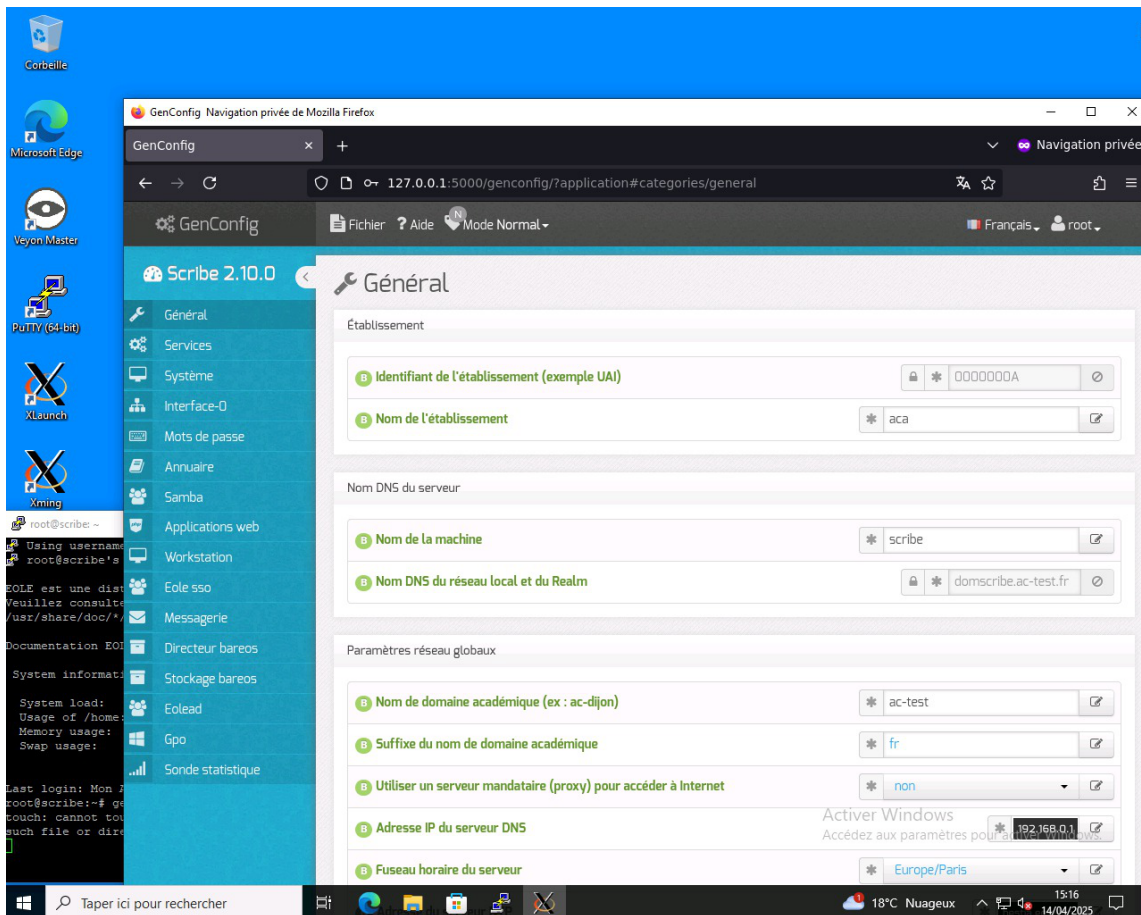 Corbeille
Microsoft Edge
Veyon Master
PuTTY (64-bit)
XLaunch
Xming
GenConfig Navigation privée de Mozilla Firefox
GenConfig
Navigation privée
127.0.0.1:5000/genconfig/?application#categories/general
GenConfig
Fichier
? Aide
N
Mode Normal
Français
root
Scribe 2.10.0
Général
Services
Système
Interface-0
Mots de passe
Annuaire
Samba
Applications web
Workstation
Eole sso
Messagerie
Directeur bareos
Stockage bareos
Eolead
Gpo
Sonde statistique
Général
Établissement
B Identifiant de l'établissement (exemple UAI)
0000000A
B Nom de l'établissement
aca
Nom DNS du serveur
B Nom de la machine
scribe
B Nom DNS du réseau local et du Realm
domscribe.ac-test.fr
Paramètres réseau globaux
B Nom de domaine académique (ex : ac-dijon)
ac-test
B Suffixe du nom de domaine académique
fr
B Utiliser un serveur mandataire (proxy) pour accéder à Internet
non
B Adresse IP du serveur DNS
192.168.0.1
B Fuseau horaire du serveur
Europe/Paris
Activer Windows
Accédez aux paramètres pour activer Windows.
root@scribe: ~
Using username
root@scribe's
EOLE est une dist
Veuillez consulte
/usr/share/doc/*/
Documentation EOL
System informati
System load:
Usage of /home:
Memory usage:
Swap usage:
Last login: Mon
root@scribe:~# ge
touch: cannot tou
such file or dire
Taper ici pour rechercher
18°C Nuageux
15:16
14/04/2025